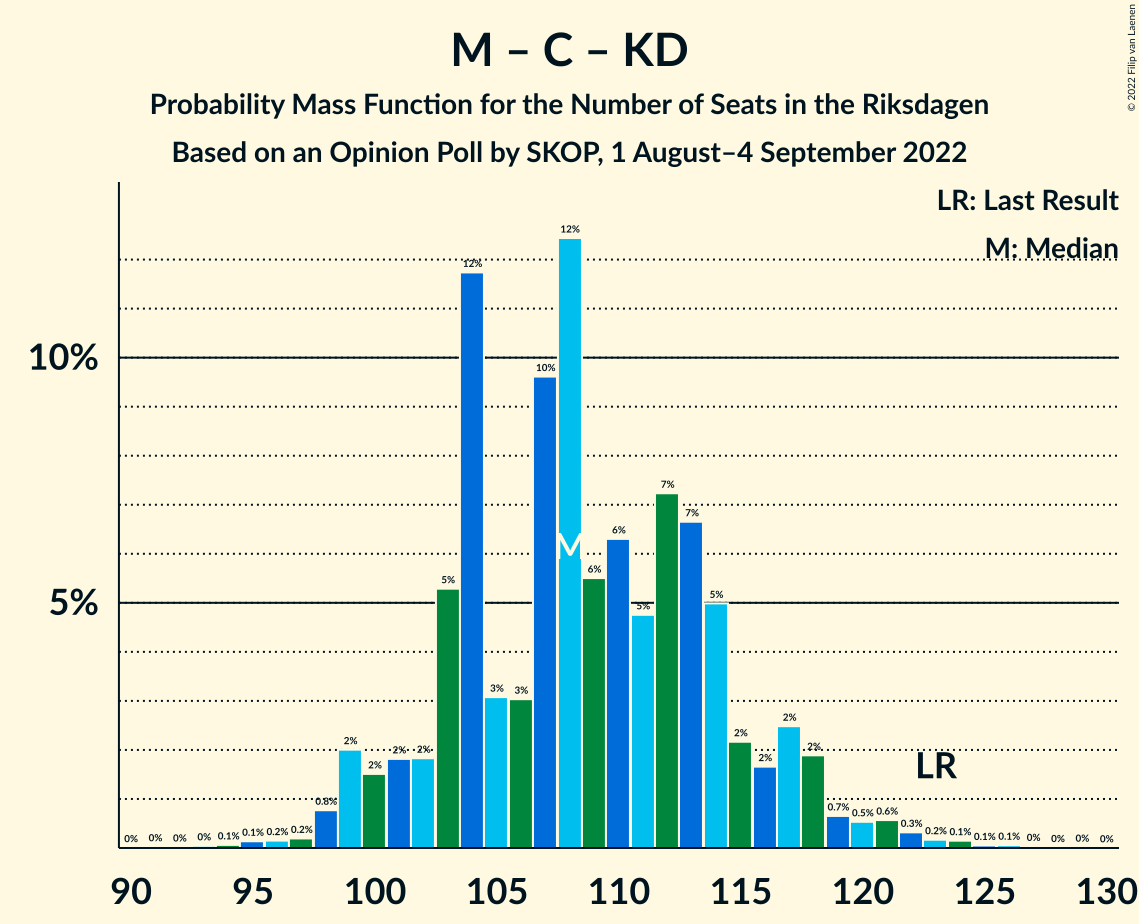 M – C – KD
Probability Mass Function for the Number of Seats in the Riksdagen
Based on an Opinion Poll by SKOP, 1 August–4 September 2022
© 2022 Filip van Laenen
LR: Last Result
M: Median
10%
5%
0% 0% 0% 0% 0.1% 0.1% 0.2% 0.2% 0.8% 2% 2% 2% 2% 5% 12% 3% 3% 10% 12% 6% 6% 5% 7% 7% 5% 2% 2% 2% 2% 0.7% 0.5% 0.6% 0.3% 0.2% 0.1% 0.1% 0.1% 0% 0% 0% 0%
M
LR
90 95 100 105 110 115 120 125 130